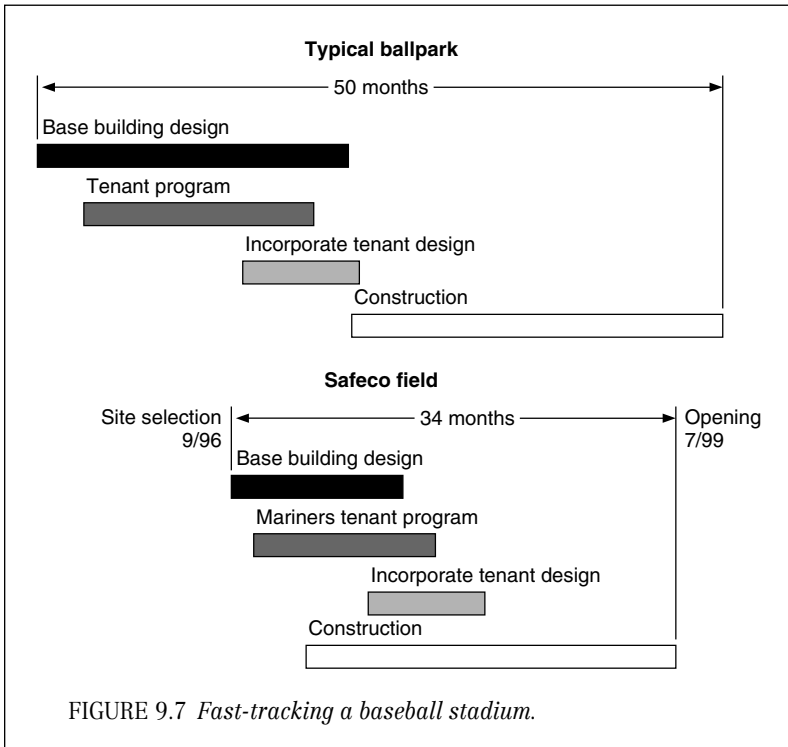 Typical ballpark
50 months
Base building design
Tenant program
Incorporate tenant design
Construction
Safeco field
Site selection
9/96
34 months
Opening
7/99
Base building design
Mariners tenant program
Incorporate tenant design
Construction
FIGURE 9.7 Fast-tracking a baseball stadium.